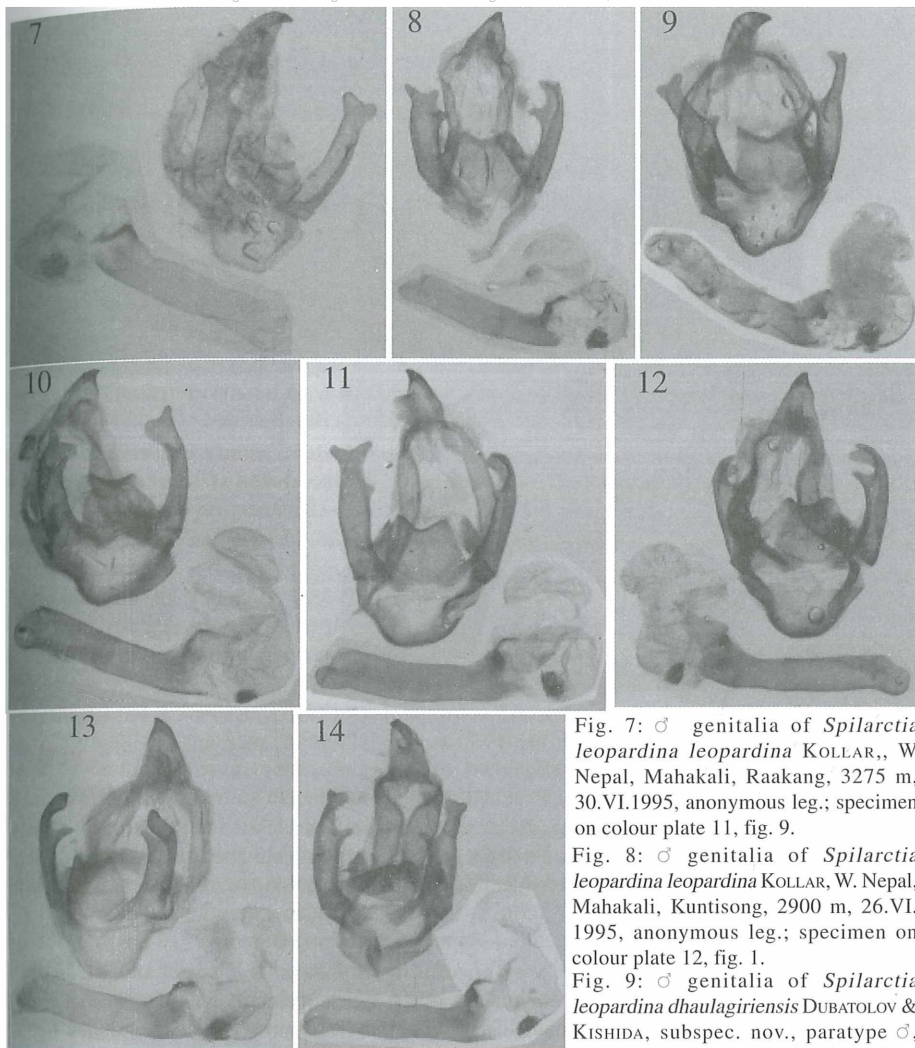 7
8
9
10
11
12
13
14
Fig. 7: ♂ genitalia of Spilarctia
leopardina leopardina KOLLAR,, W.
Nepal, Mahakali, Raakang, 3275 m,
30.VI.1995, anonymous leg.; specimen
on colour plate 11, fig. 9.
Fig. 8: ♂ genitalia of Spilarctia
leopardina leopardina KOLLAR, W. Nepal,
Mahakali, Kuntisong, 2900 m, 26.VI.
1995, anonymous leg.; specimen on
colour plate 12, fig. 1.
Fig. 9: ♂ genitalia of Spilarctia
leopardina dhaulagiriensis DUBATOLOV &
KISHIDA, subspec. nov., paratype ♂,